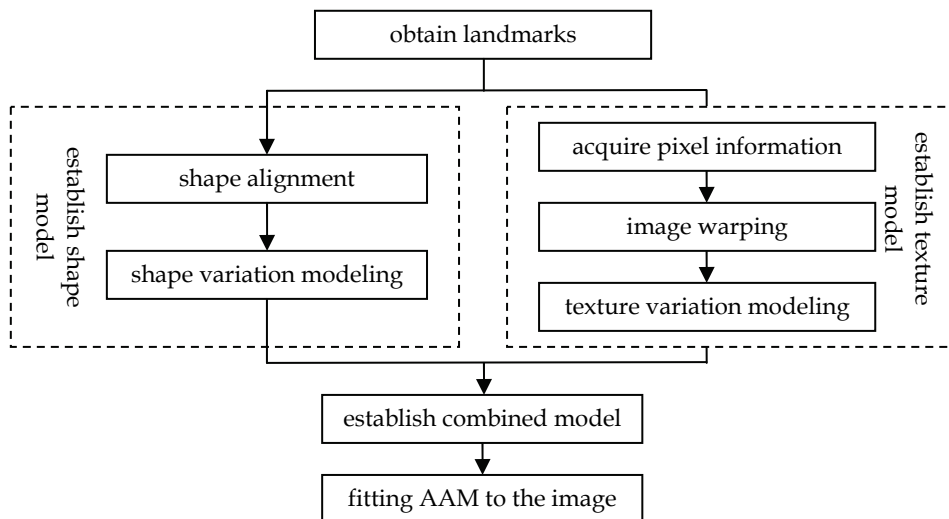 obtain landmarks
establish shape
model
shape alignment
shape variation modeling
acquire pixel information
image warping
texture variation modeling
establish texture
model
establish combined model
fitting AAM to the image